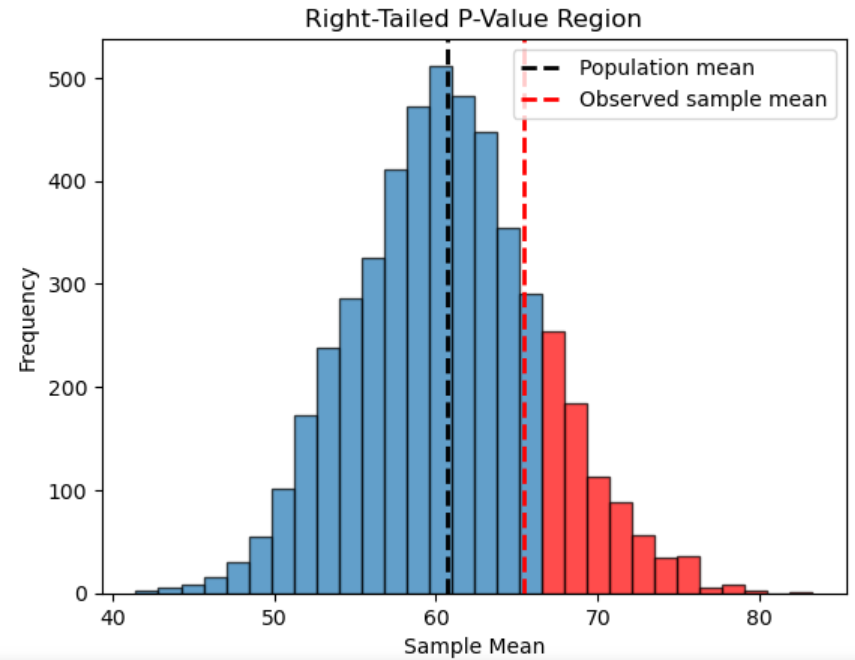 Right-Tailed P-Value Region
Population mean
Observed sample mean
500
400
300
200
100
0
Frequency
40 50 60 70 80
Sample Mean